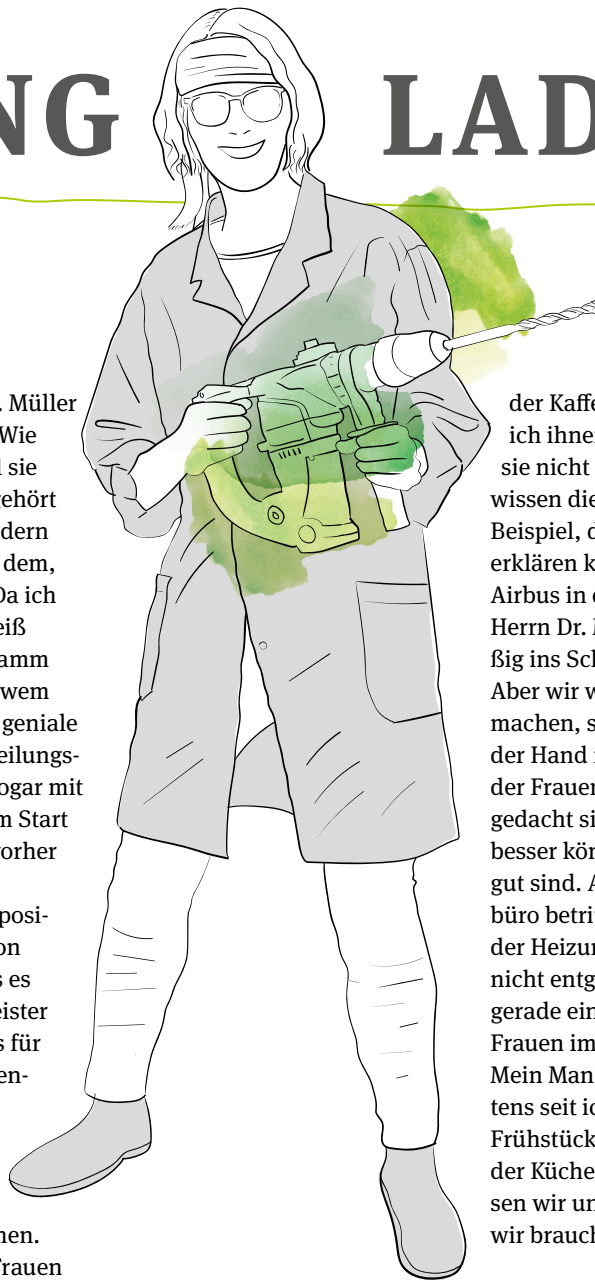 NG LAD
. Müller
Wie
sie
gehört
dern
dem,
Da ich
eiß
amm
wem
geniale
eilungs-
ogar mit
m Start
vorher
posi-
on
s es
eister
s für
en-
nen.
Frauen
der Kaffe
ich ihnen
sie nicht
wissen die
Beispiel, d
erklären k
Airbus in
Herrn Dr. M
ßig ins Sch
Aber wir w
machen, s
der Hand
der Frauen
gedacht si
besser kön
gut sind. A
büro betri
der Heizun
nicht entg
gerade ein
Frauen im
Mein Man
tens seit ic
Frühstück
der Küche
sen wir un
wir brauch